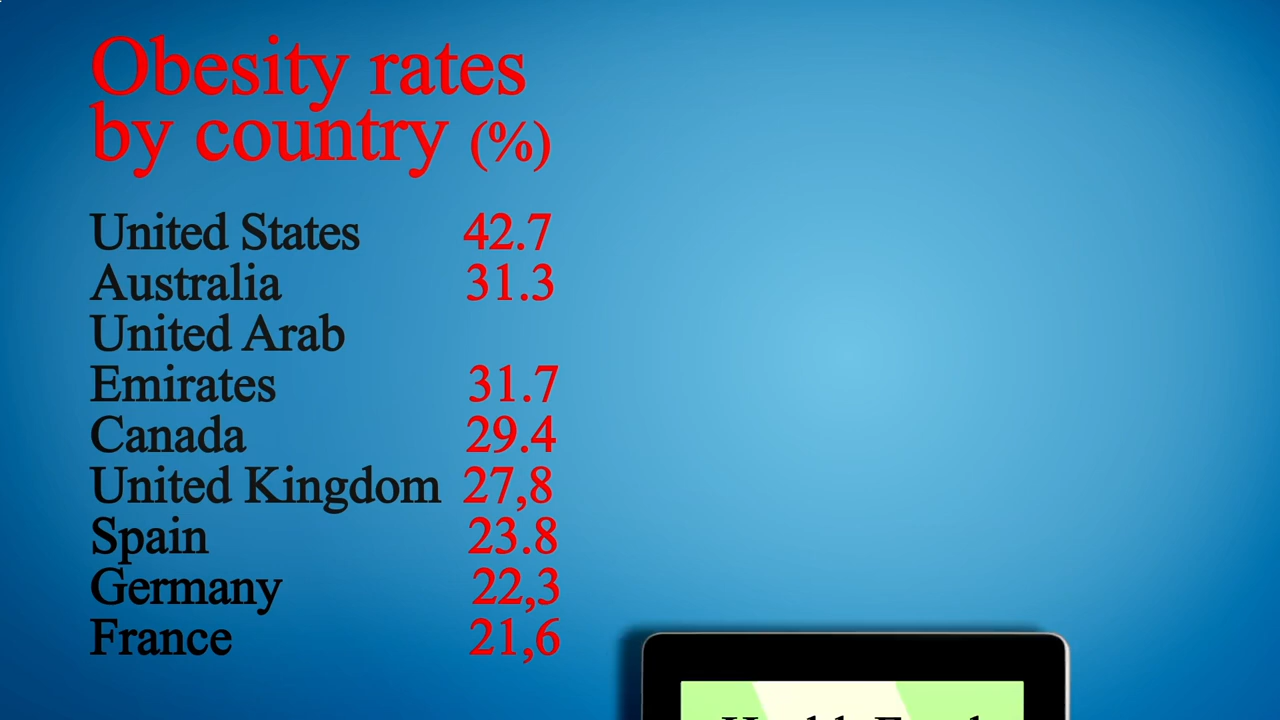 Obesity rates
by country (%)
United States 42.7
Australia 31.3
United Arab
Emirates 31.7
Canada 29.4
United Kingdom 27,8
Spain 23.8
Germany 22,3
France 21,6